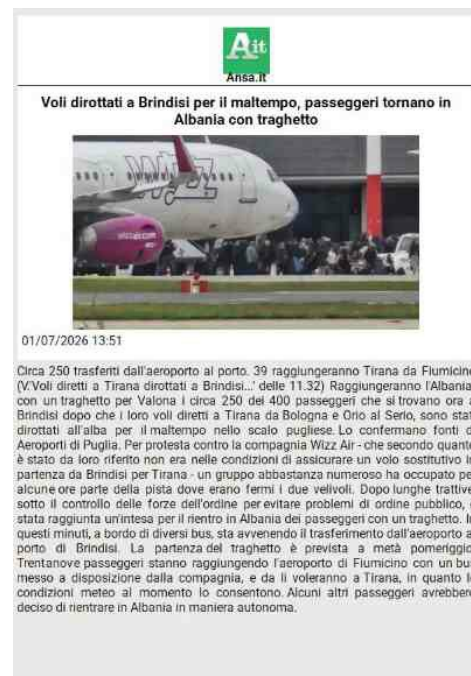 Ait
Ansa.it
Voli dirottati a Brindisi per il maltempo, passeggeri tornano in
Albania con traghetto
WIZZ
wizzair.com
01/07/2026 13:51
Circa 250 trasferiti dall'aeroporto al porto. 39 raggiungeranno Tirana da Fiumicino
(V.'Voli diretti a Tirana dirottati a Brindisi...' delle 11.32) Raggiungeranno l'Albania
con un traghetto per Valona i circa 250 dei 400 passeggeri che si trovano ora a
Brindisi dopo che i loro voli diretti a Tirana da Bologna e Orio al Serio, sono stat
dirottati all'alba per il maltempo nello scalo pugliese. Lo confermano fonti d
Aeroporti di Puglia. Per protesta contro la compagnia Wizz Air - che secondo quanto
è stato da loro riferito non era nelle condizioni di assicurare un volo sostitutivo in
partenza da Brindisi per Tirana - un gruppo abbastanza numeroso ha occupato per
alcune ore parte della pista dove erano fermi i due velivoli. Dopo lunghe trattive
sotto il controllo delle forze dell'ordine per evitare problemi di ordine pubblico,
stata raggiunta un'intesa per il rientro in Albania dei passeggeri con un traghetto. In
questi minuti, a bordo di diversi bus, sta avvenendo il trasferimento dall'aeroporto a
porto di Brindisi. La partenza del traghetto è prevista a metà pomeriggio
Trentanove passeggeri stanno raggiungendo l'aeroporto di Fiumicino con un bus
messo a disposizione dalla compagnia, e da lì voleranno a Tirana, in quanto le
condizioni meteo al momento lo consentono. Alcuni altri passeggeri avrebbero
deciso di rientrare in Albania in maniera autonoma.